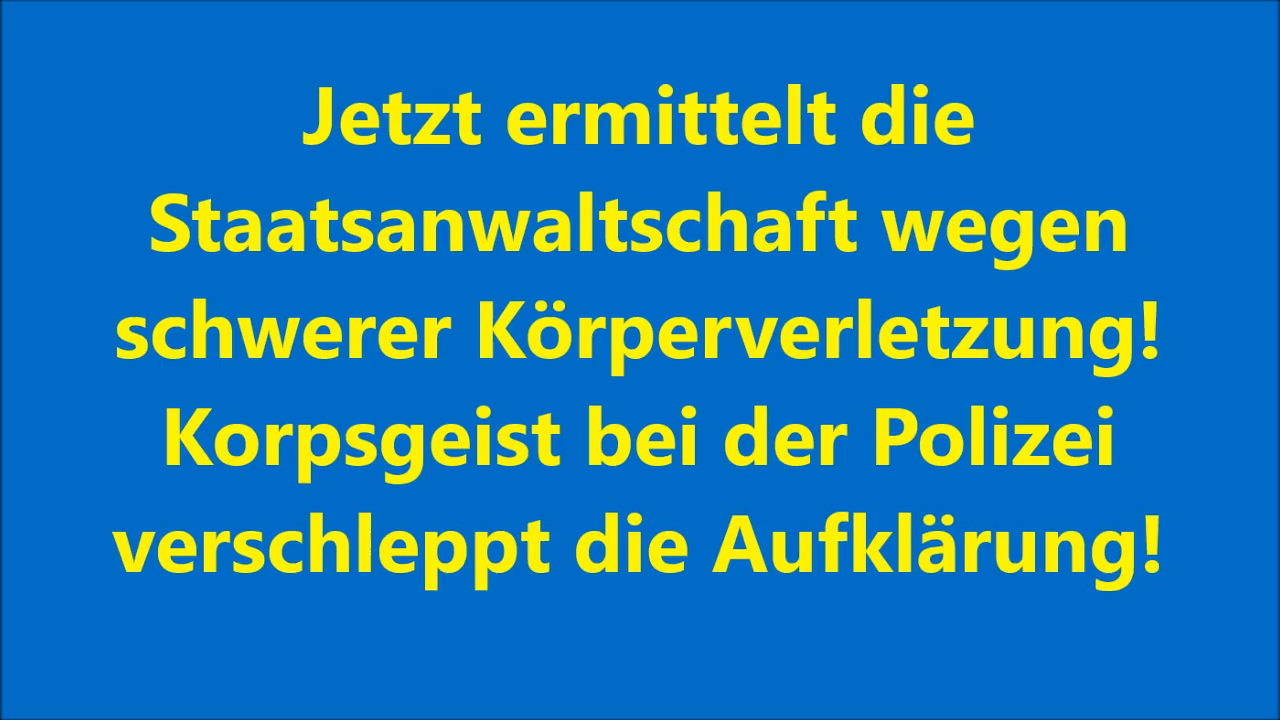 Jetzt ermittelt die
Staatsanwaltschaft wegen
schwerer Körperverletzung!
Korpsgeist bei der Polizei
verschleppt die Aufklärung!